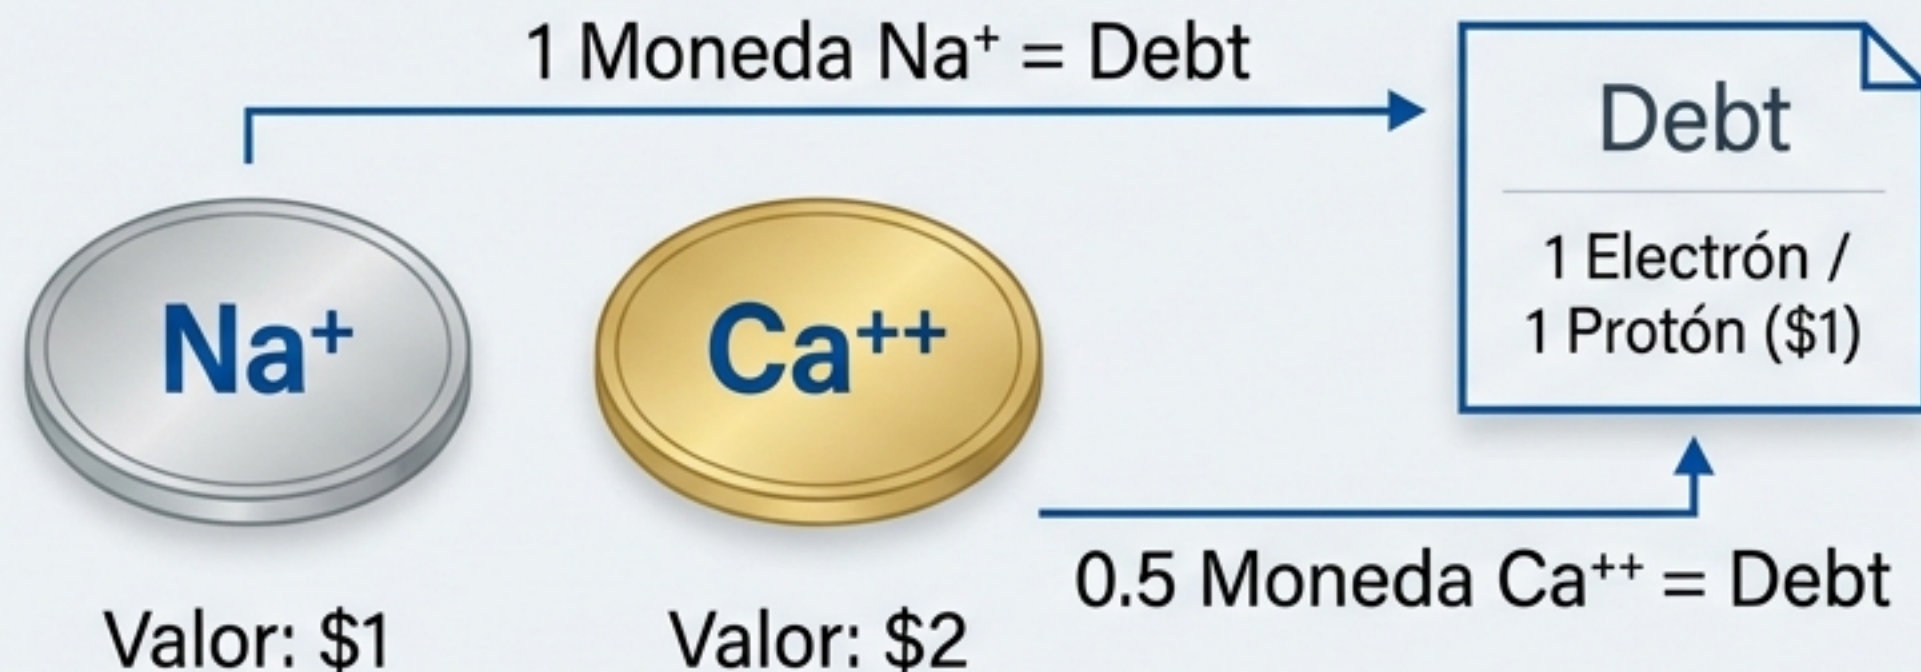 1 Moneda Na⁺ = Debt
Debt
1 Electrón /
1 Protón ($1)
Na⁺
Ca⁺⁺
0.5 Moneda Ca⁺⁺ = Debt
Valor: $1
Valor: $2